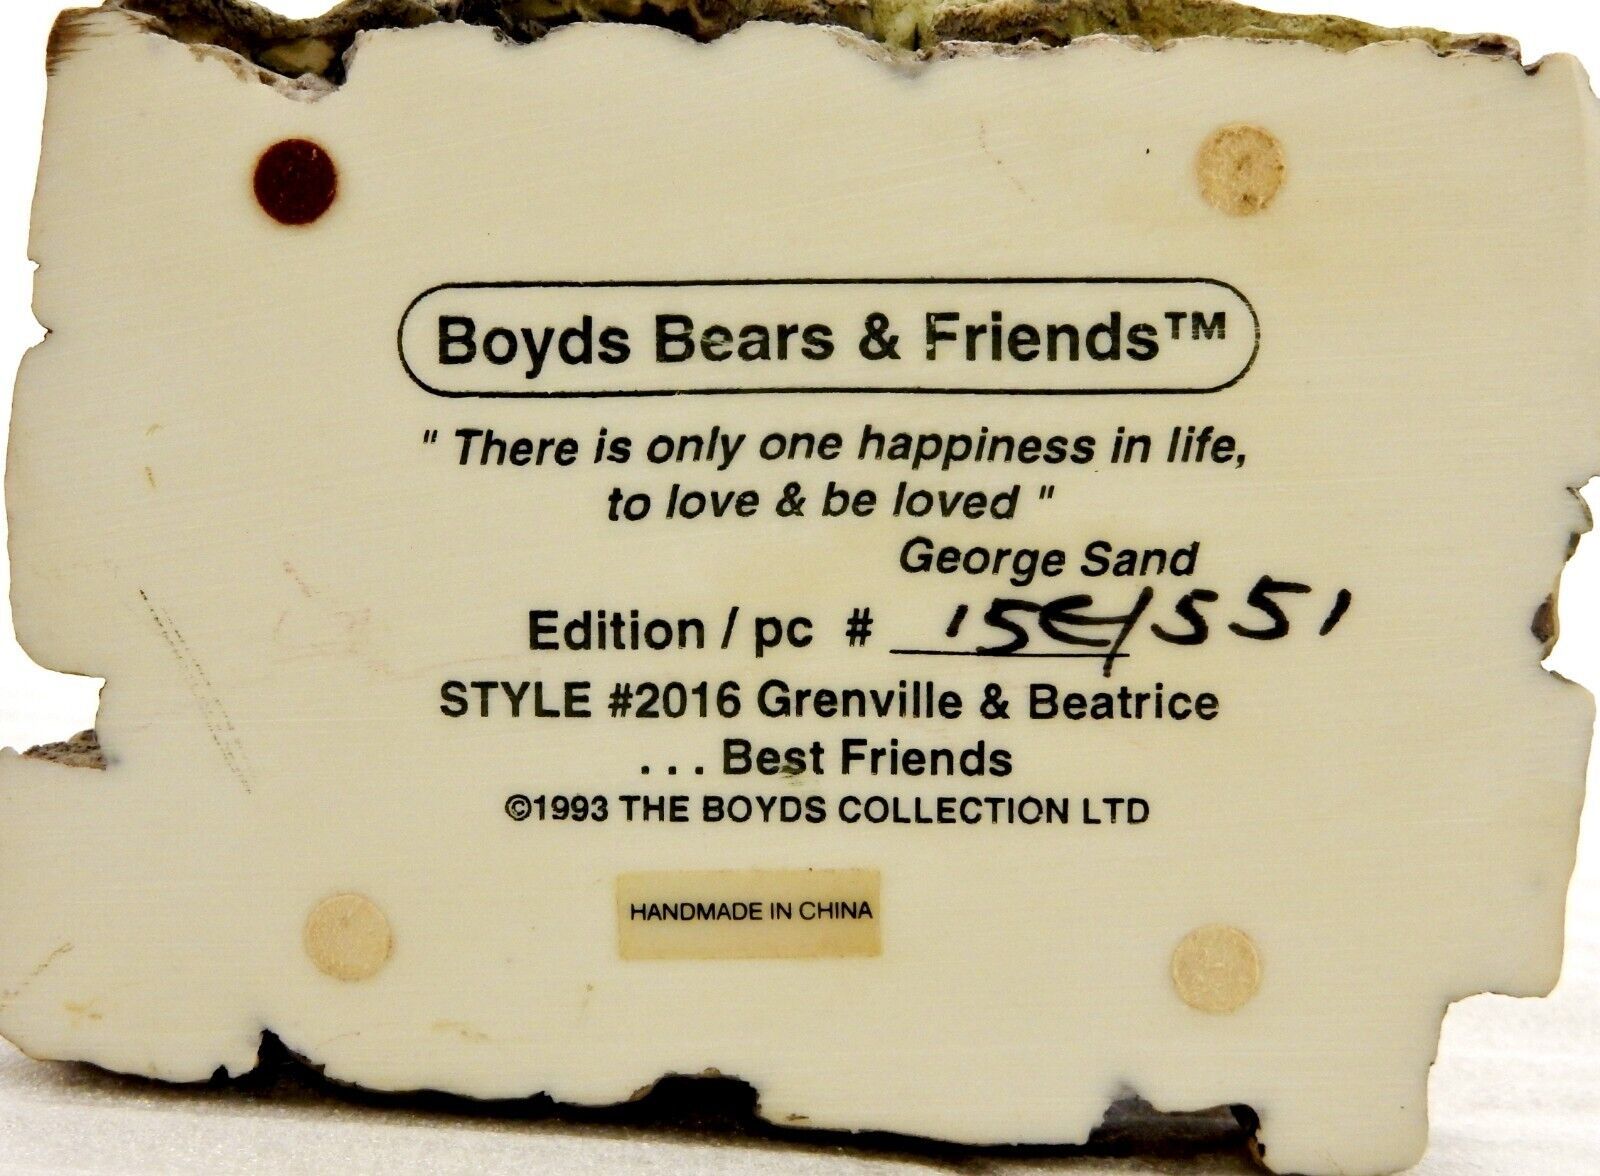 Boyds Bears & Friends™
" There is only one happiness in life,
to love & be loved "
George Sand
Edition / pc # 15E/551
STYLE #2016 Grenville & Beatrice
. . . Best Friends
©1993 THE BOYDS COLLECTION LTD
HANDMADE IN CHINA